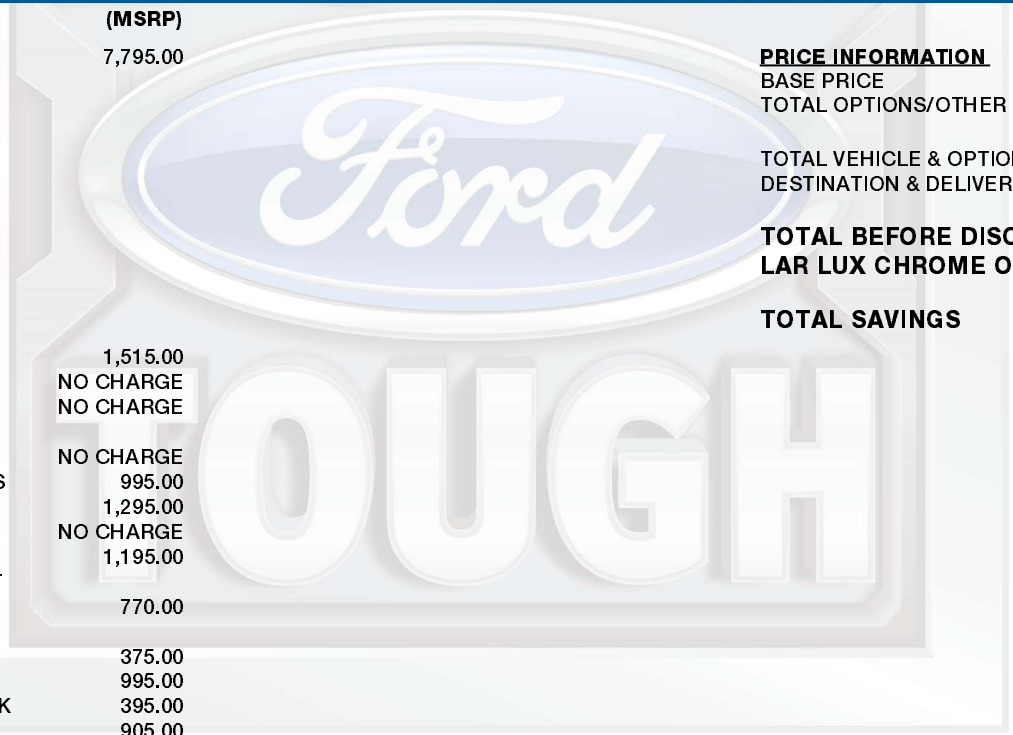 (MSRP)
7,795.00
1,515.00
NO CHARGE
NO CHARGE
NO CHARGE
S 995.00
1,295.00
NO CHARGE
1,195.00
770.00
375.00
995.00
K 395.00
905.00
Ford
TOUGH
PRICE INFORMATION
BASE PRICE
TOTAL OPTIONS/OTHER
TOTAL VEHICLE & OPTIO
DESTINATION & DELIVER
TOTAL BEFORE DISC
LAR LUX CHROME O
TOTAL SAVINGS